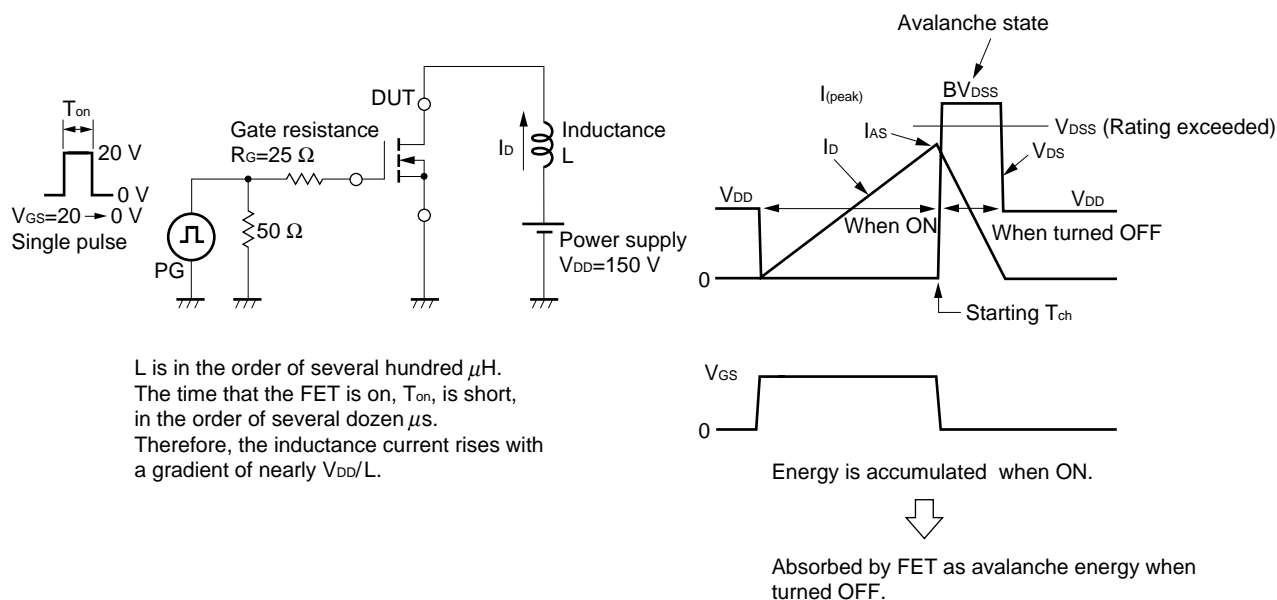 Ton
20 V
0 V
VGS=20 → 0 V
Single pulse
PG
50 Ω
Gate resistance
RG=25 Ω
DUT
ID
Inductance
L
Power supply
VDD=150 V
L is in the order of several hundred μH.
The time that the FET is on, Ton, is short,
in the order of several dozen μs.
Therefore, the inductance current rises with
a gradient of nearly VDD/L.
Avalanche state
I(peak)
BVDSS
IAS
VDSS (Rating exceeded)
ID
VDS
VDD
VDD
When ON
When turned OFF
0
Starting Tch
VGS
0
Energy is accumulated when ON.
Absorbed by FET as avalanche energy when
turned OFF.